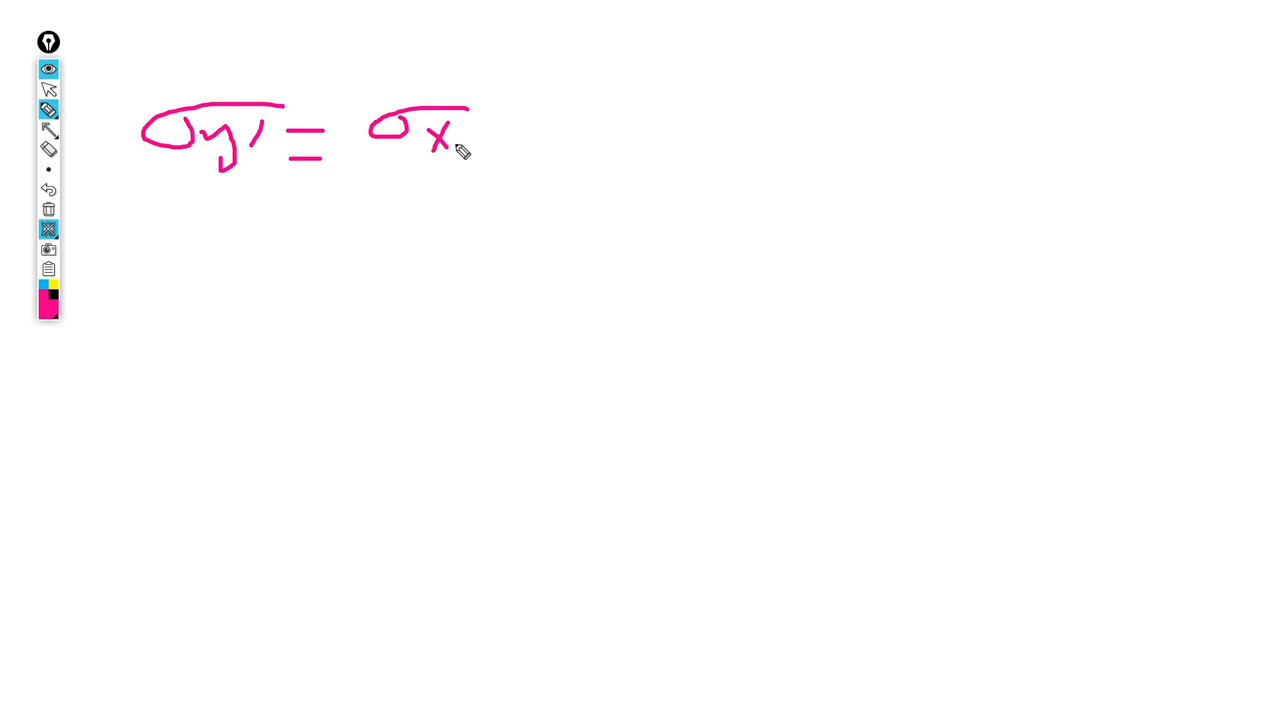 σy' = σx